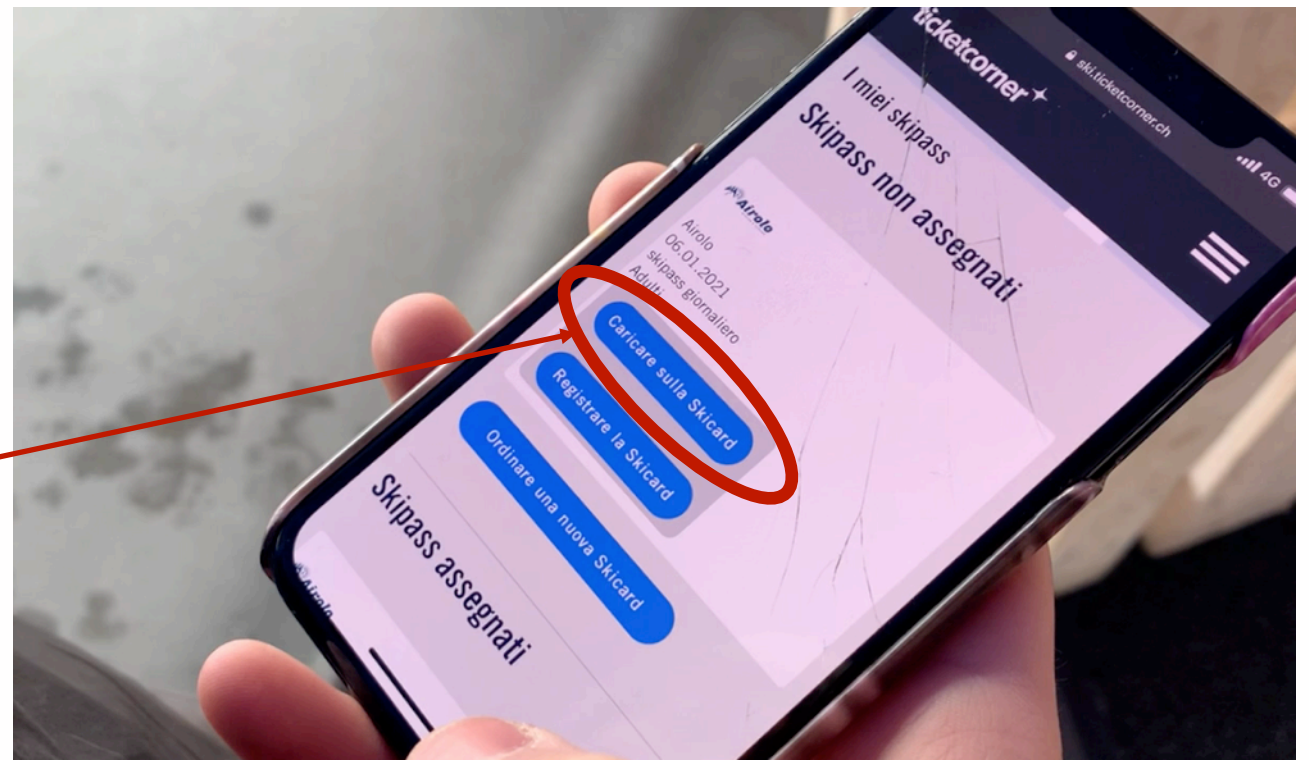 ticketcorner
ski.ticketcorner.ch
4G
I miei skipass
Skipass non assegnati
Airolo
Airolo
06.01.2021
skipass giornaliero
Adulti
Caricare sulla Skicard
Registrare la Skicard
Ordinare una nuova Skicard
Skipass assegnati
Airolo